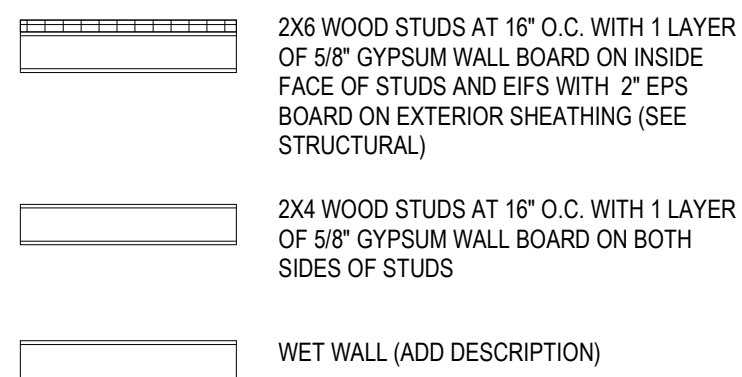 2X6 WOOD STUDS AT 16" O.C. WITH 1 LAYER
OF 5/8" GYPSUM WALL BOARD ON INSIDE
FACE OF STUDS AND EIFS WITH 2" EPS
BOARD ON EXTERIOR SHEATHING (SEE
STRUCTURAL)
2X4 WOOD STUDS AT 16" O.C. WITH 1 LAYER
OF 5/8" GYPSUM WALL BOARD ON BOTH
SIDES OF STUDS
WET WALL (ADD DESCRIPTION)